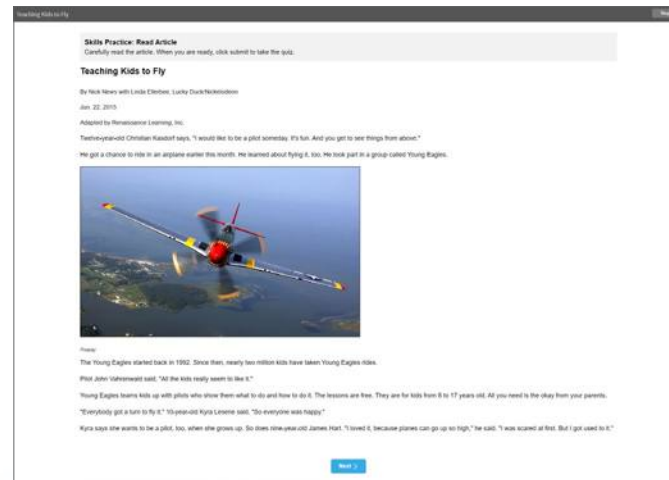 Teaching Kids to Fly
Skills Practice: Read Article
Carefully read the article. When you are ready, click submit to take the quiz.
Teaching Kids to Fly
By Nick News with Linda Ellerbee, Lucky Duck/Nickelodeon
Jun. 22, 2015
Adapted by Renaissance Learning, Inc.
Twelve-year-old Christian Kasdorf says, "I would like to be a pilot someday. It's fun. And you get to see things from above."
He got a chance to ride in an airplane earlier this month. He learned about flying it, too. He took part in a group called Young Eagles.
The Young Eagles started back in 1992. Since then, nearly two million kids have taken Young Eagles rides.
Pilot John Vahrenwald said, "All the kids really seem to like it."
Young Eagles teams kids up with pilots who show them what to do and how to do it. The lessons are free. They are for kids from 8 to 17 years old. All you need is the okay from your parents.
"Everybody got a turn to fly it." 10-year-old Kyra Lesene said. "So everyone was happy."
Kyra says she wants to be a pilot, too, when she grows up. So does nine-year-old James Hart. "I loved it, because planes can go up so high," he said. "I was scared at first. But I got used to it."
Next >